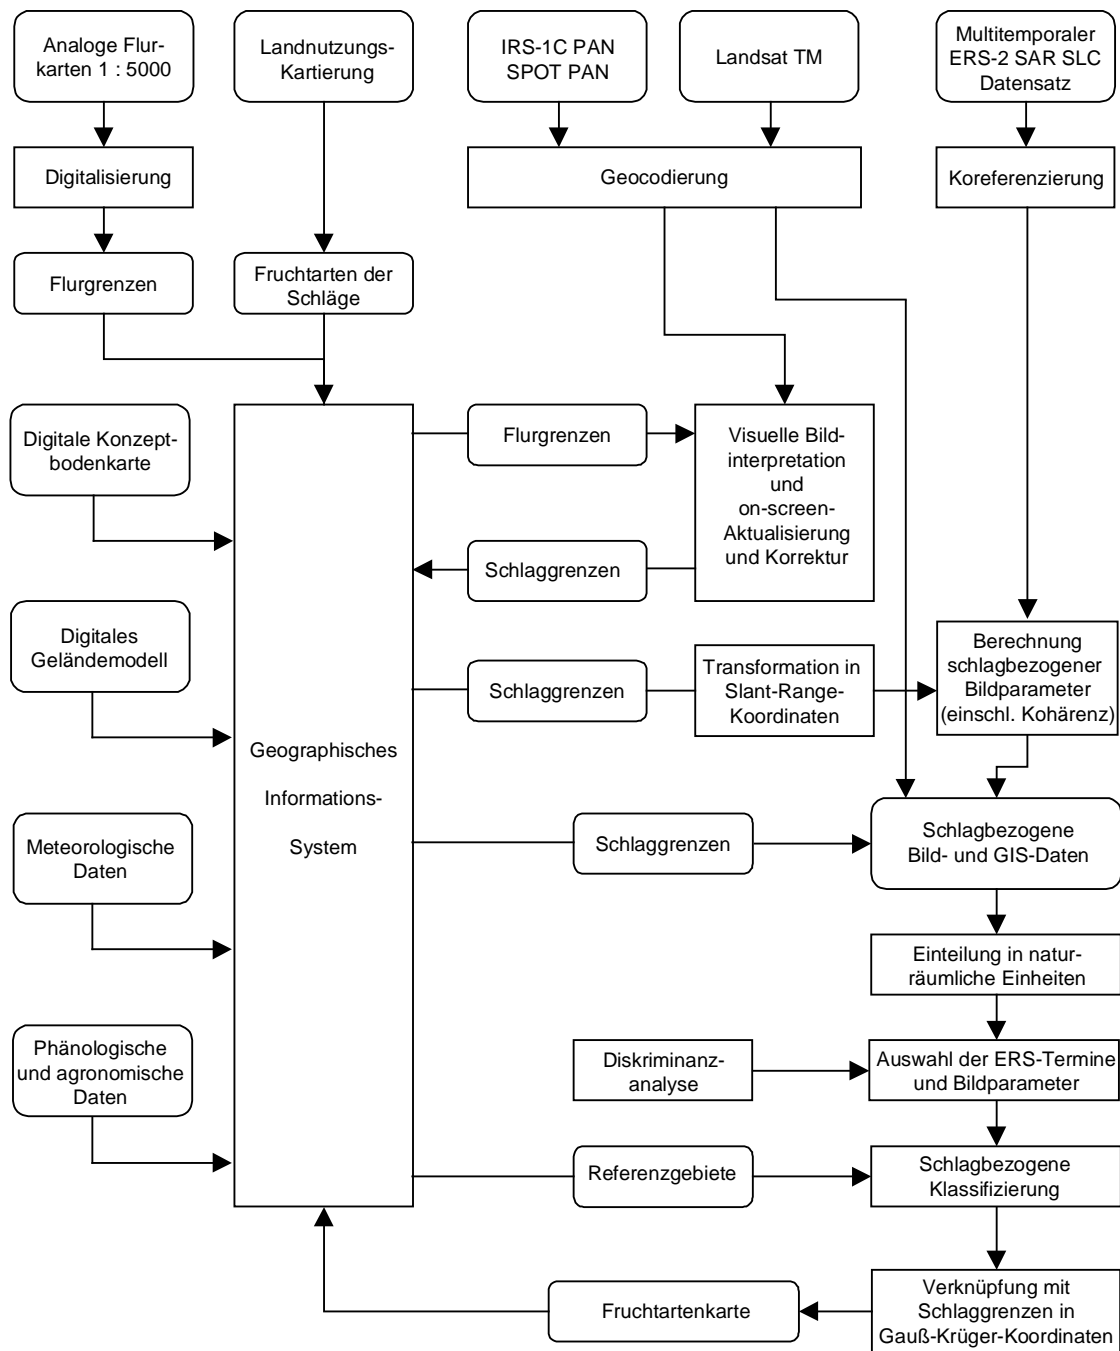 Analoge Flur-
karten 1 : 5000
Landnutzungs-
Kartierung
IRS-1C PAN
SPOT PAN
Landsat TM
Multitemporaler
ERS-2 SAR SLC
Datensatz
Digitalisierung
Geocodierung
Koreferenzierung
Flurgrenzen
Fruchtarten der
Schläge
Digitale Konzept-
bodenkarte
Flurgrenzen
Visuelle Bild-
interpretation
und
on-screen-
Aktualisierung
und Korrektur
Schlaggrenzen
Digitales
Geländemodell
Schlaggrenzen
Transformation in
Slant-Range-
Koordinaten
Berechnung
schlagbezogener
Bildparameter
(einschl. Kohärenz)
Geographisches
Informations-
System
Meteorologische
Daten
Schlaggrenzen
Schlagbezogene
Bild- und GIS-Daten
Einteilung in natur-
räumliche Einheiten
Phänologische
und agronomische
Daten
Diskriminanz-
analyse
Auswahl der ERS-Termine
und Bildparameter
Referenzgebiete
Schlagbezogene
Klassifizierung
Fruchtartenkarte
Verknüpfung mit
Schlaggrenzen in
Gauß-Krüger-Koordinaten